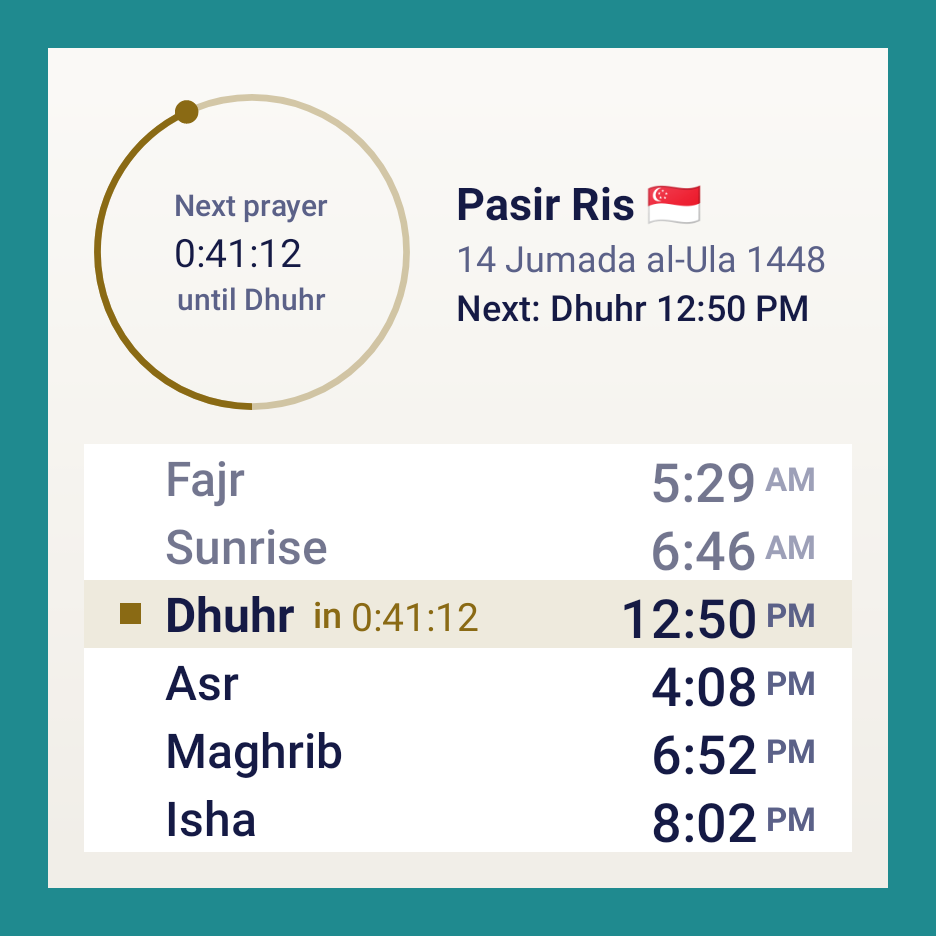 Next prayer
0:41:12
until Dhuhr
Pasir Ris 🇸🇬
14 Jumada al-Ula 1448
Next: Dhuhr 12:50 PM
Fajr 5:29 AM
Sunrise 6:46 AM
Dhuhr in 0:41:12 12:50 PM
Asr 4:08 PM
Maghrib 6:52 PM
Isha 8:02 PM